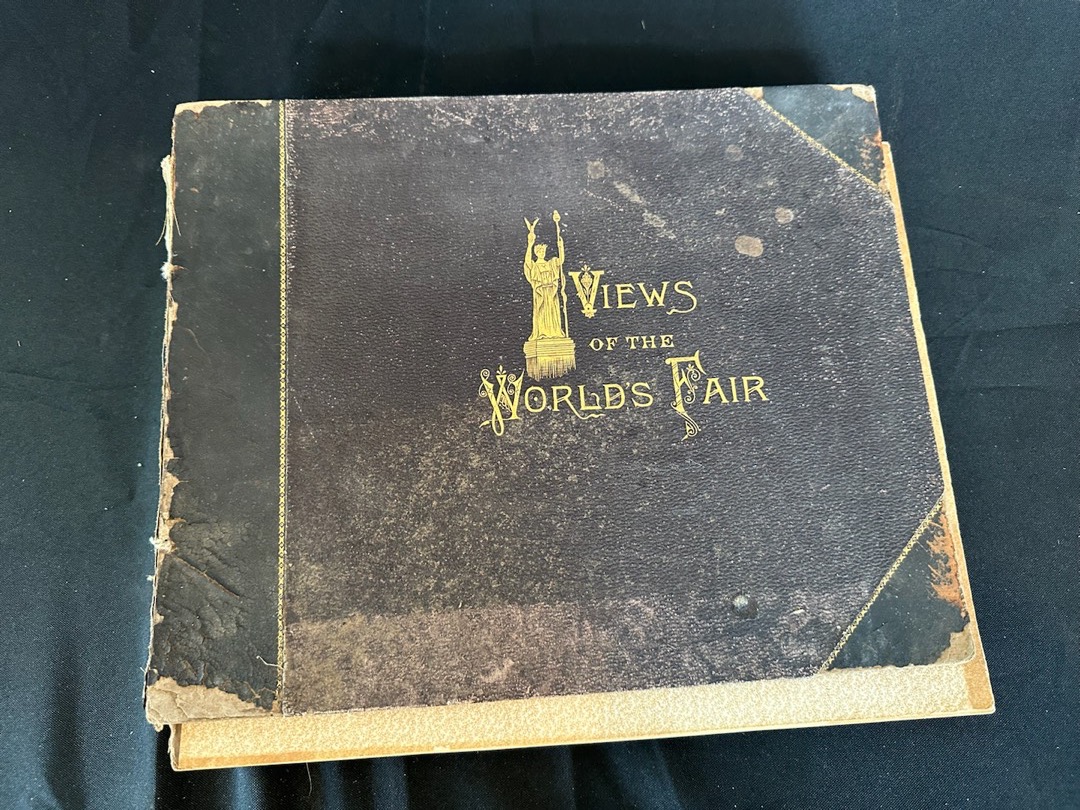 VIEWS
OF THE
WORLD'S FAIR